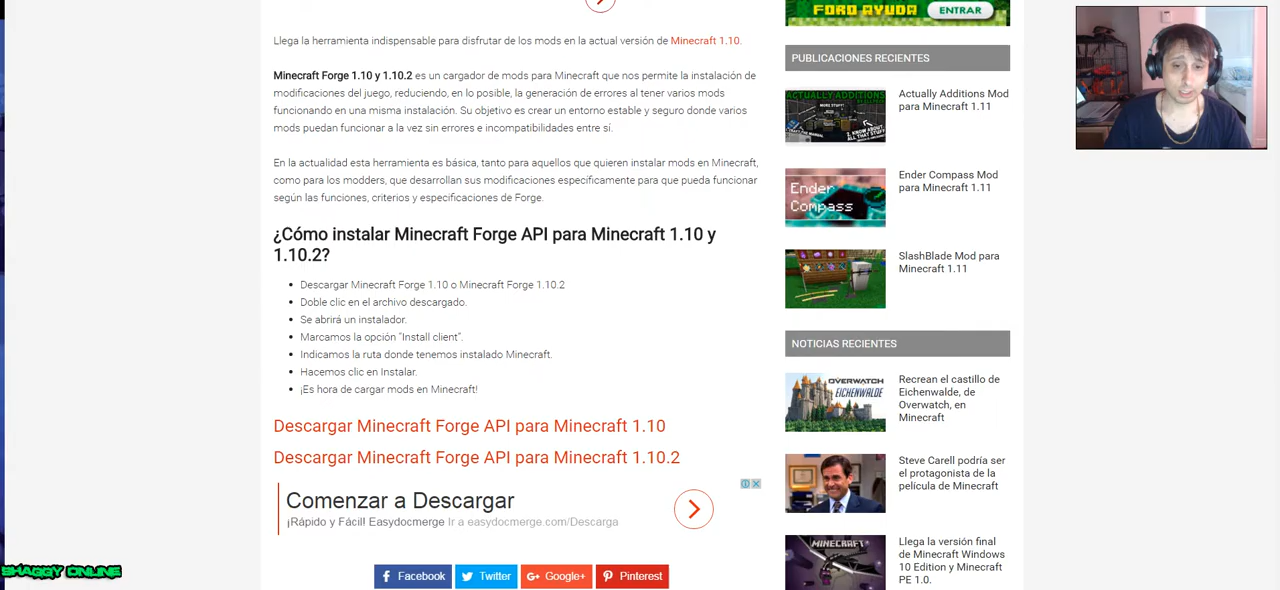 FORO AYUDA ENTRAR
Llega la herramienta indispensable para disfrutar de los mods en la actual versión de Minecraft 1.10.
Minecraft Forge 1.10 y 1.10.2 es un cargador de mods para Minecraft que nos permite la instalación de
modificaciones del juego, reduciendo, en lo posible, la generación de errores al tener varios mods
funcionando en una misma instalación. Su objetivo es crear un entorno estable y seguro donde varios
mods puedan funcionar a la vez sin errores e incompatibilidades entre sí.
En la actualidad esta herramienta es básica, tanto para aquellos que quieren instalar mods en Minecraft,
como para los modders, que desarrollan sus modificaciones específicamente para que pueda funcionar
según las funciones, criterios y especificaciones de Forge.
¿Cómo instalar Minecraft Forge API para Minecraft 1.10 y
1.10.2?
Descargar Minecraft Forge 1.10 o Minecraft Forge 1.10.2
Doble clic en el archivo descargado.
Se abrirá un instalador.
Marcamos la opción "Install client".
Indicamos la ruta donde tenemos instalado Minecraft.
Hacemos clic en Instalar.
¡Es hora de cargar mods en Minecraft!
Descargar Minecraft Forge API para Minecraft 1.10
Descargar Minecraft Forge API para Minecraft 1.10.2
Comenzar a Descargar
¡Rápido y Fácil! Easydocmerge Ir a easydocmerge.com/Descarga
Facebook
Twitter
Google+
Pinterest
PUBLICACIONES RECIENTES
ACTUALLY ADDITIONS
MORE STUFF!
Actually Additions Mod
para Minecraft 1.11
Ender
Compass
Ender Compass Mod
para Minecraft 1.11
SlashBlade Mod para
Minecraft 1.11
NOTICIAS RECIENTES
OVERWATCH
EICHENWALDE
Recrean el castillo de
Eichenwalde, de
Overwatch, en
Minecraft
Steve Carell podría ser
el protagonista de la
película de Minecraft
MINECRAFT
Llega la versión final
de Minecraft Windows
10 Edition y Minecraft
PE 1.0.
SHAGGY ONLINE